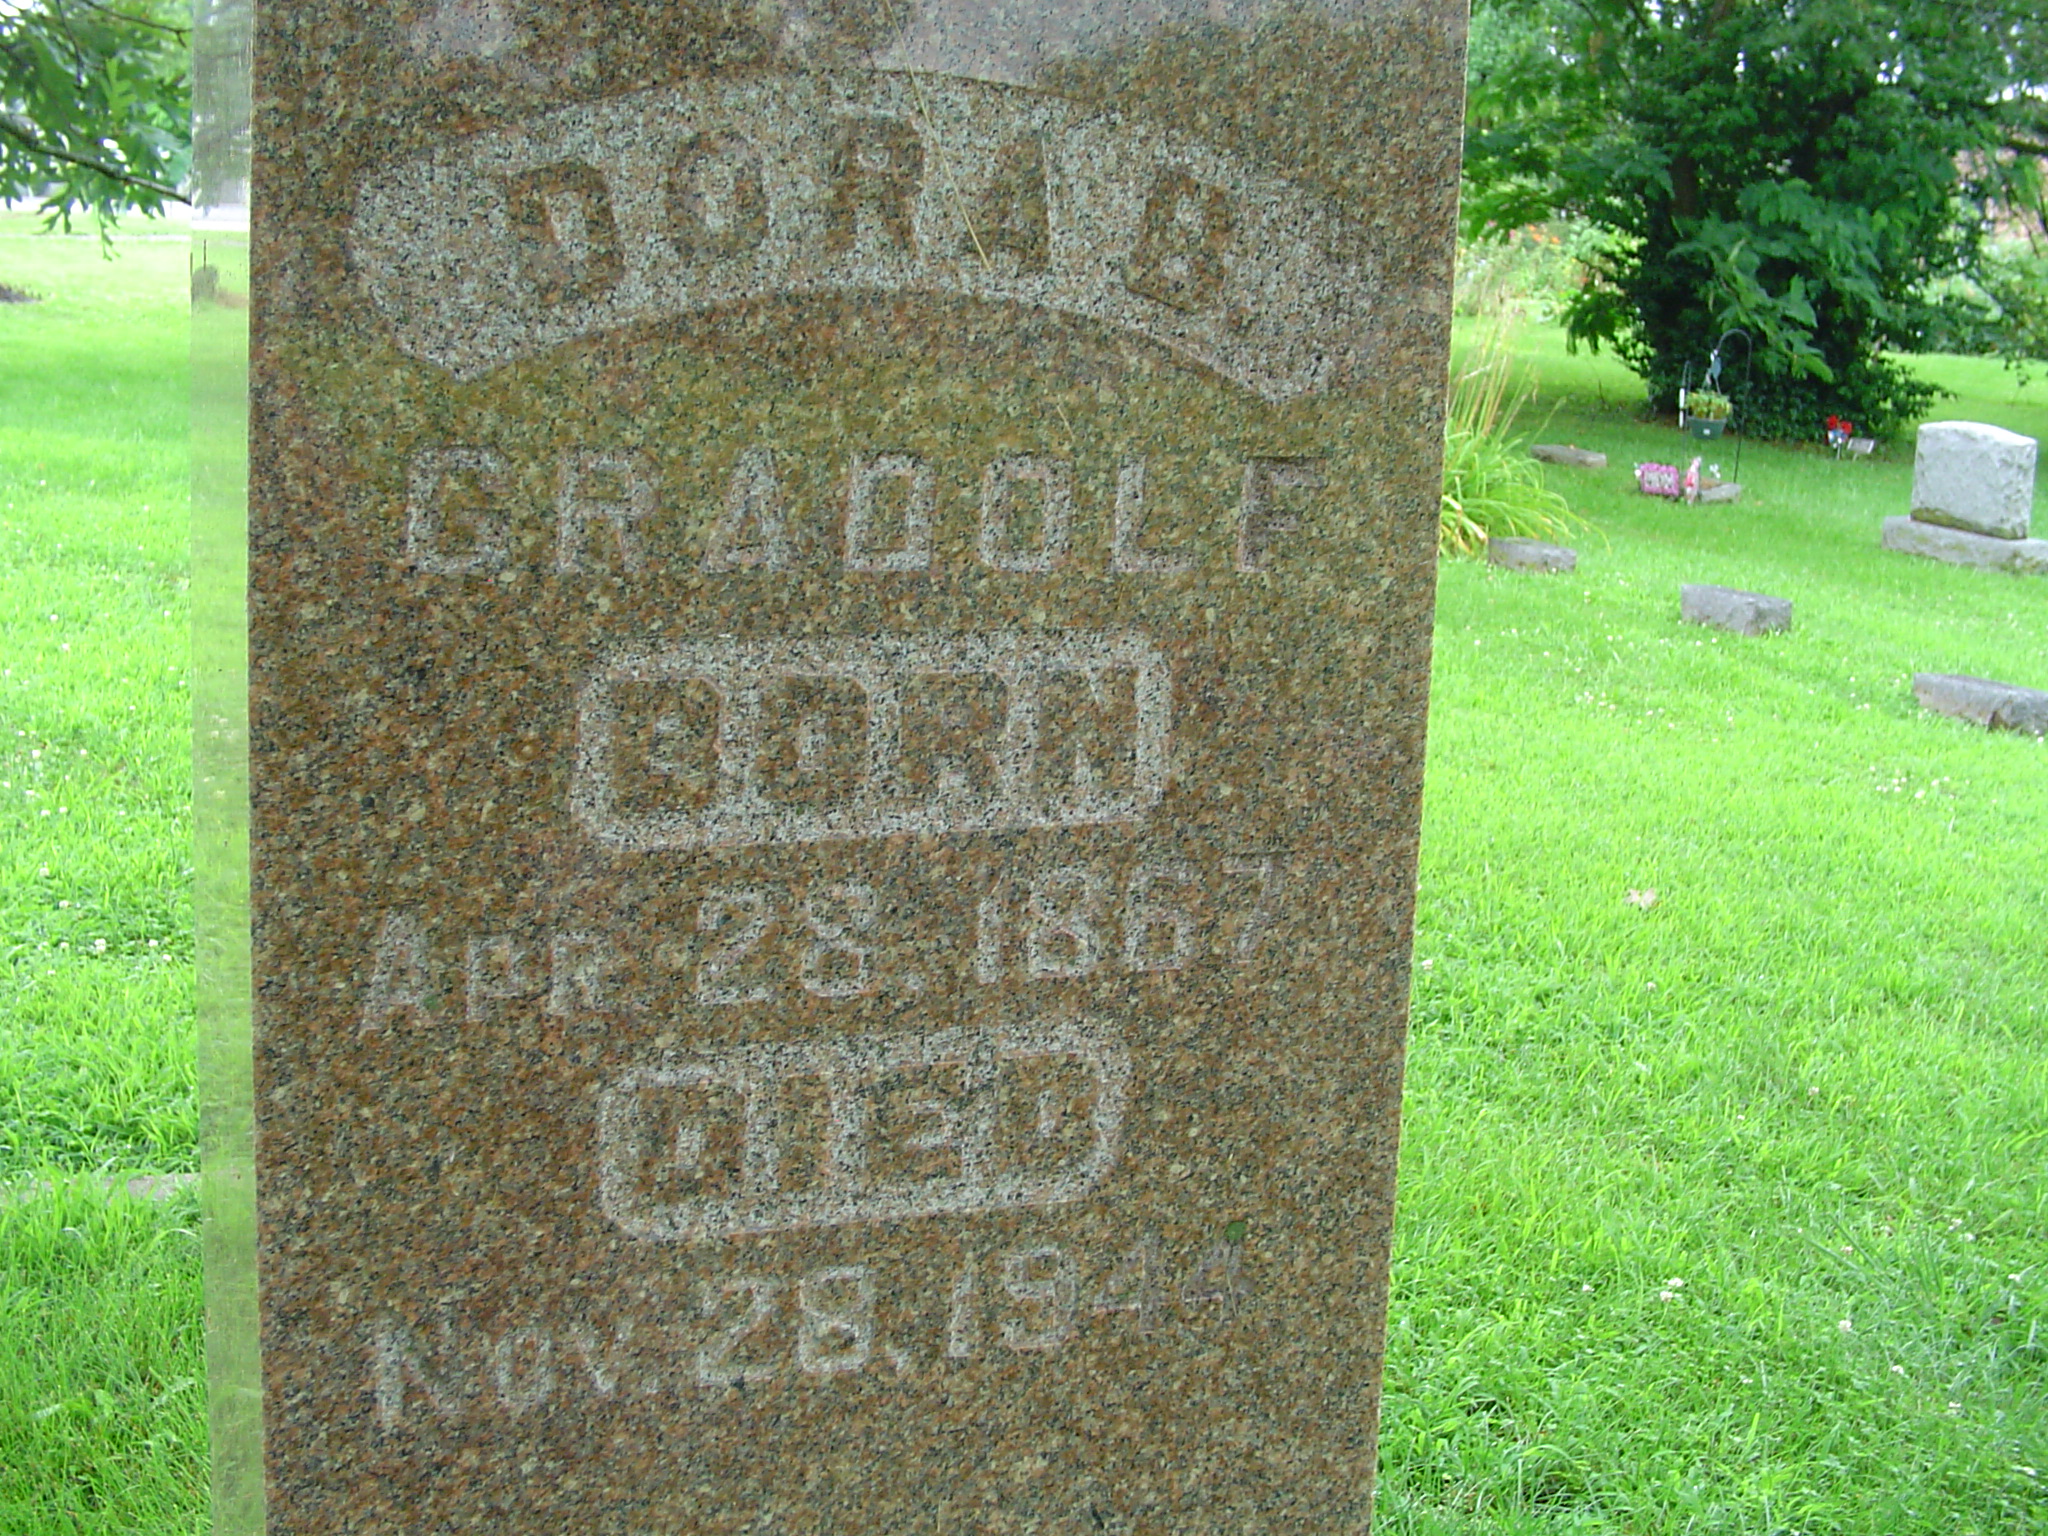 DORA B
GRADOLF
BORN
APR. 28, 1867
DIED
NOV. 28, 1944